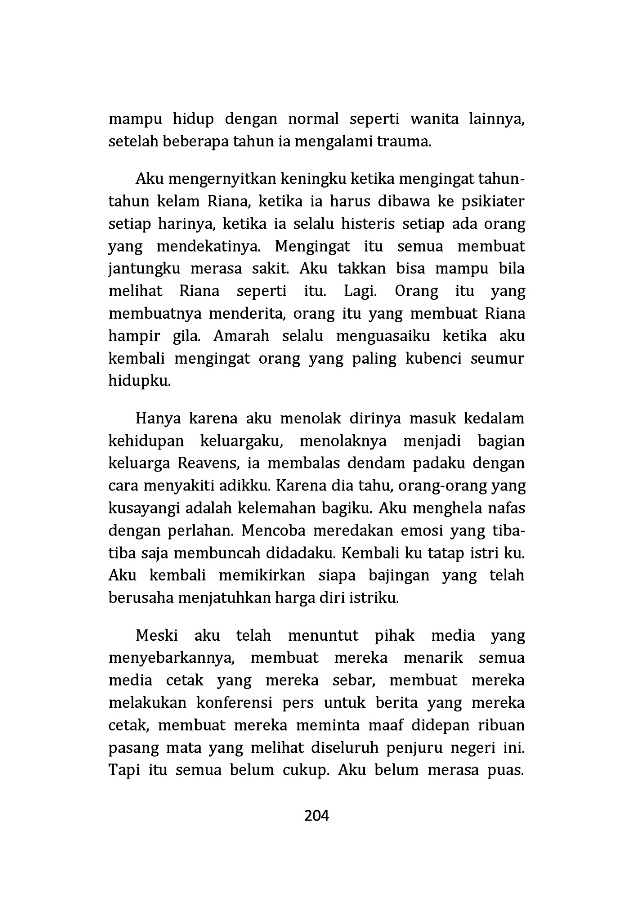 mampu hidup dengan normal seperti wanita lainnya,
setelah beberapa tahun ia mengalami trauma.
Aku mengernyitkan keningku ketika mengingat tahun-
tahun kelam Riana, ketika ia harus dibawa ke psikiater
setiap harinya, ketika ia selalu histeris setiap ada orang
yang mendekatinya. Mengingat itu semua membuat
jantungku merasa sakit. Aku takkan bisa mampu bila
melihat Riana seperti itu. Lagi. Orang itu yang
membuatnya menderita, orang itu yang membuat Riana
hampir gila. Amarah selalu menguasaiku ketika aku
kembali mengingat orang yang paling kubenci seumur
hidupku.
Hanya karena aku menolak dirinya masuk kedalam
kehidupan keluargaku, menolaknya menjadi bagian
keluarga Reavens, ia membalas dendam padaku dengan
cara menyakiti adikku. Karena dia tahu, orang-orang yang
kusayangi adalah kelemahan bagiku. Aku menghela nafas
dengan perlahan. Mencoba meredakan emosi yang tiba-
tiba saja membuncah didadaku. Kembali ku tatap istri ku.
Aku kembali memikirkan siapa bajingan yang telah
berusaha menjatuhkan harga diri istriku.
Meski aku telah menuntut pihak media yang
menyebarkannya, membuat mereka menarik semua
media cetak yang mereka sebar, membuat mereka
melakukan konferensi pers untuk berita yang mereka
cetak, membuat mereka meminta maaf didepan ribuan
pasang mata yang melihat diseluruh penjuru negeri ini.
Tapi itu semua belum cukup. Aku belum merasa puas.
204